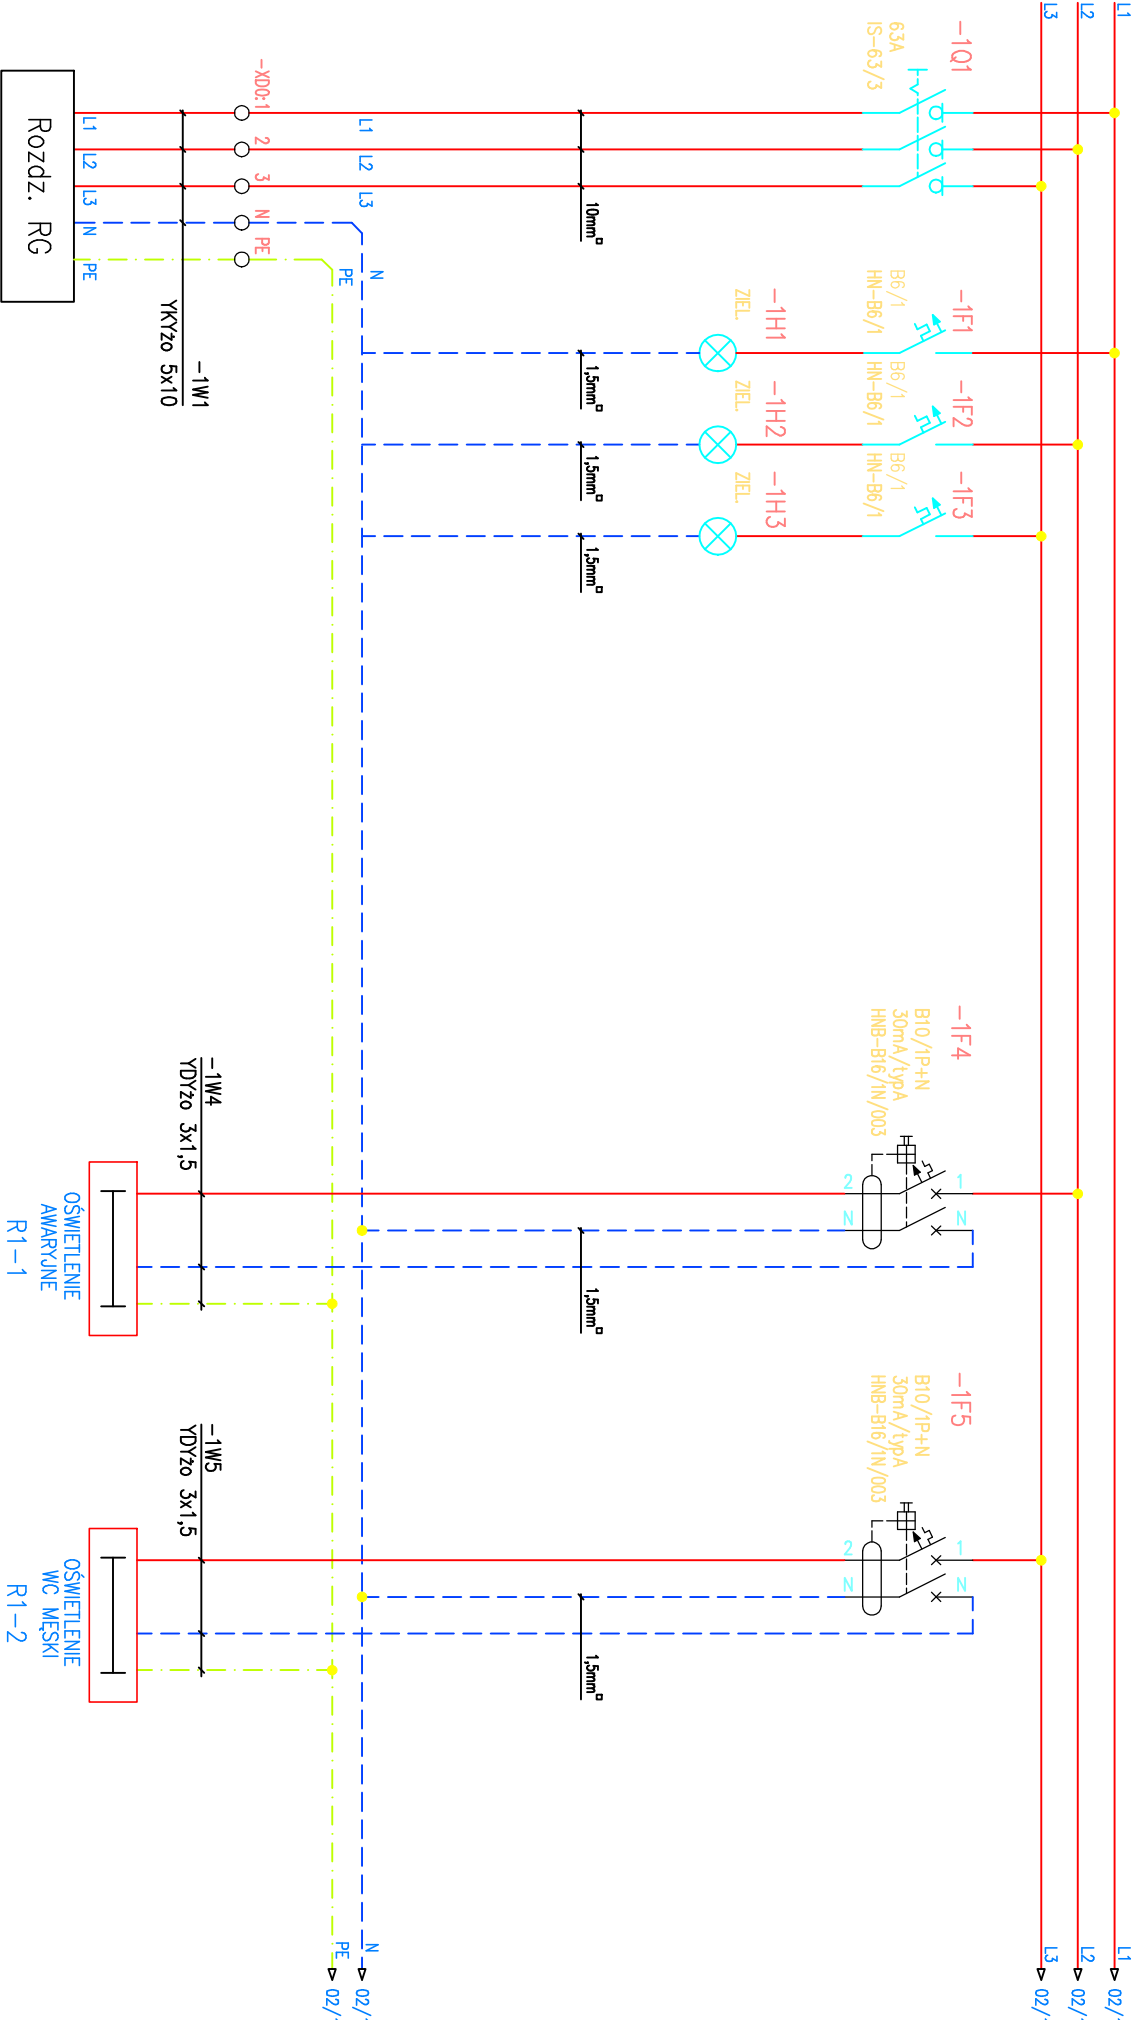 L1
L2
L3
-1Q1
63A
IS-63/3
-XD0:1
2
3
N
PE
L1
L2
L3
N
PE
L1
L2
L3
10mm²
Rozdz. RG
-1W1
YKYżo 5x10
N
PE
-1F1
B6/1
HN-B6/1
-1H1
ZIEL.
1,5mm²
-1F2
B6/1
HN-B6/1
-1H2
ZIEL.
1,5mm²
-1F3
B6/1
HN-B6/1
-1H3
ZIEL.
1,5mm²
-1F4
B10/1P+N
30mA/typA
HNB-B16/1N/003
1
N
2
N
1,5mm²
-1W4
YDYżo 3x1,5
OŚWIETLENIE
AWARYJNE
R1-1
-1F5
B10/1P+N
30mA/typA
HNB-B16/1N/003
1
N
2
N
1,5mm²
-1W5
YDYżo 3x1,5
OŚWIETLENIE
WC MĘSKI
R1-2
L1
L2
L3
N
PE
02/
02/
02/
02/
02/